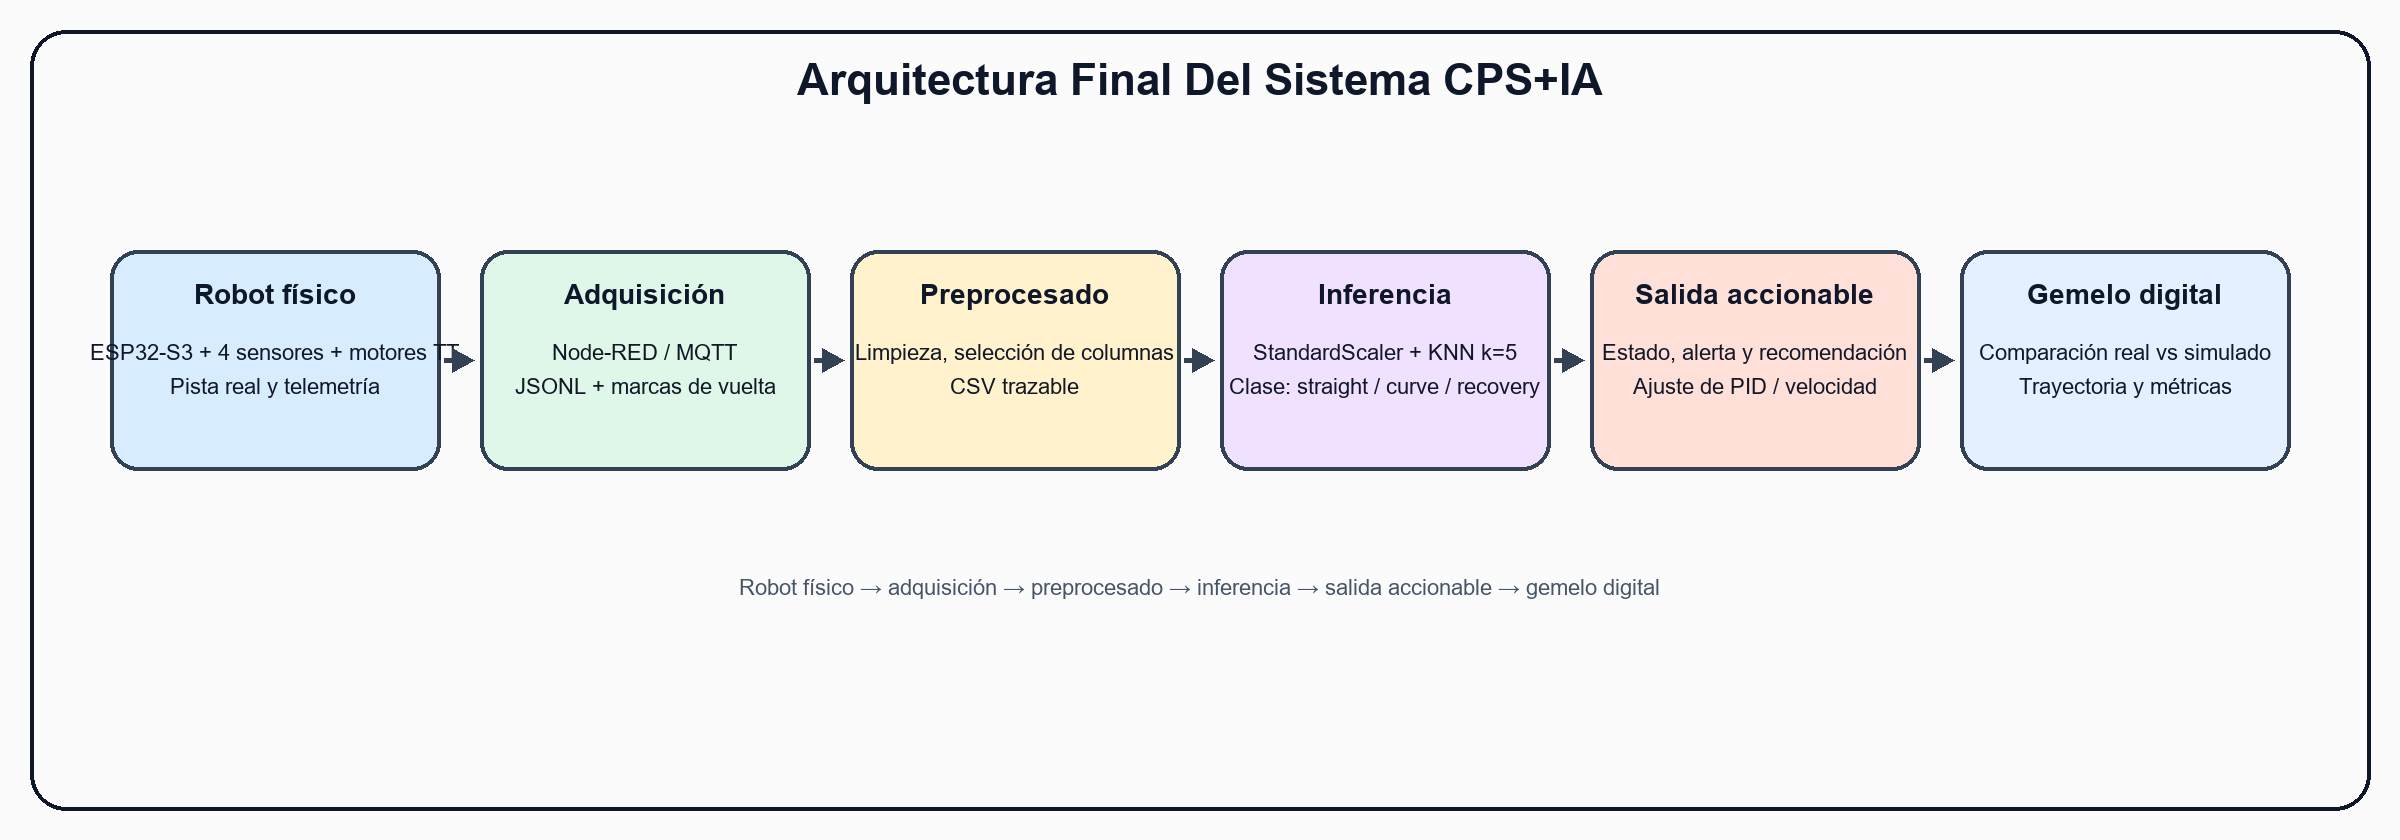 Arquitectura Final Del Sistema CPS+IA
Robot físico
ESP32-S3 + 4 sensores + motores TT
Pista real y telemetría
Adquisición
Node-RED / MQTT
JSONL + marcas de vuelta
Preprocesado
Limpieza, selección de columnas
CSV trazable
Inferencia
StandardScaler + KNN k=5
Clase: straight / curve / recovery
Salida accionable
Estado, alerta y recomendación
Ajuste de PID / velocidad
Gemelo digital
Comparación real vs simulado
Trayectoria y métricas
Robot físico → adquisición → preprocesado → inferencia → salida accionable → gemelo digital